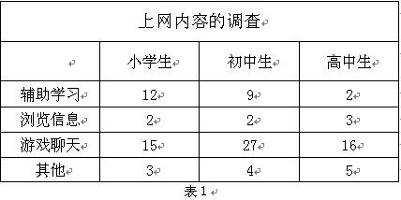 上网内容的调查
小学生 初中生 高中生
辅助学习 12 9 2
浏览信息 2 2 3
游戏聊天 15 27 16
其他 3 4 5
表1